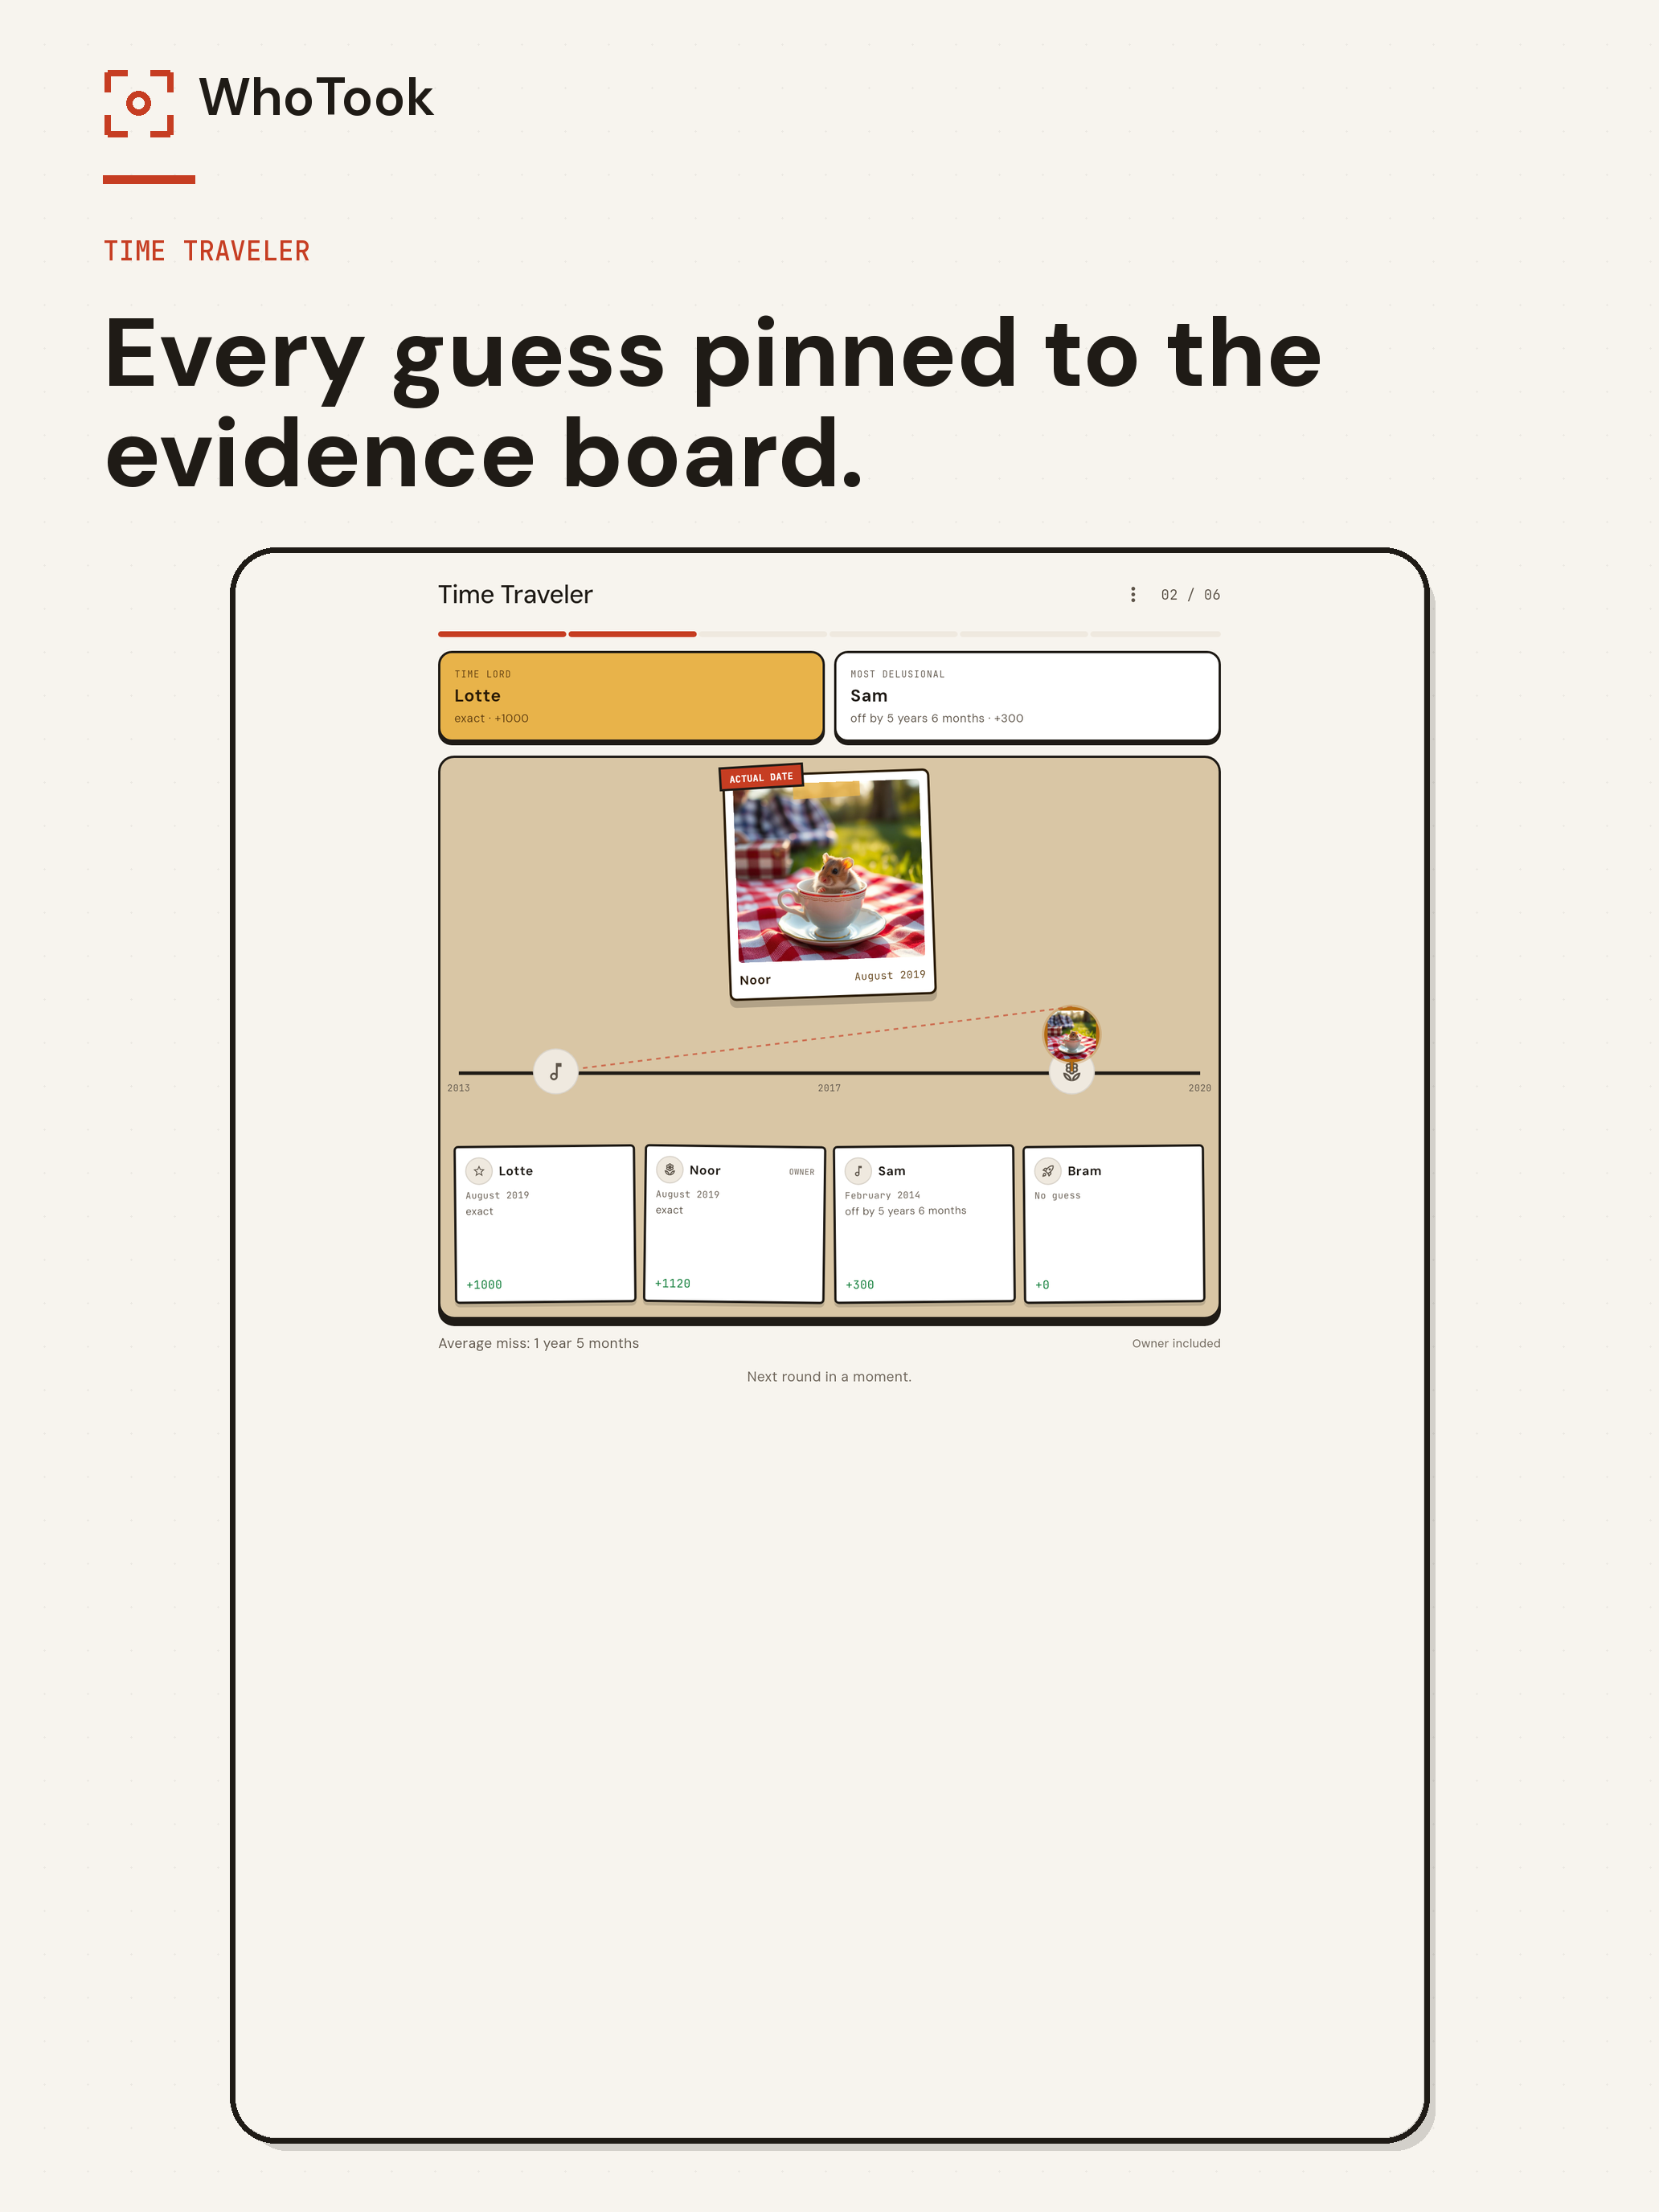 WhoTook
TIME TRAVELER
Every guess pinned to the
evidence board.
Time Traveler
02 / 06
TIME LORD
Lotte
exact · +1000
MOST DELUSIONAL
Sam
off by 5 years 6 months · +300
ACTUAL DATE
Noor
August 2019
2013
2017
2020
Lotte
August 2019
exact
+1000
Noor
OWNER
August 2019
exact
+1120
Sam
February 2014
off by 5 years 6 months
+300
Bram
No guess
+0
Average miss: 1 year 5 months
Owner included
Next round in a moment.